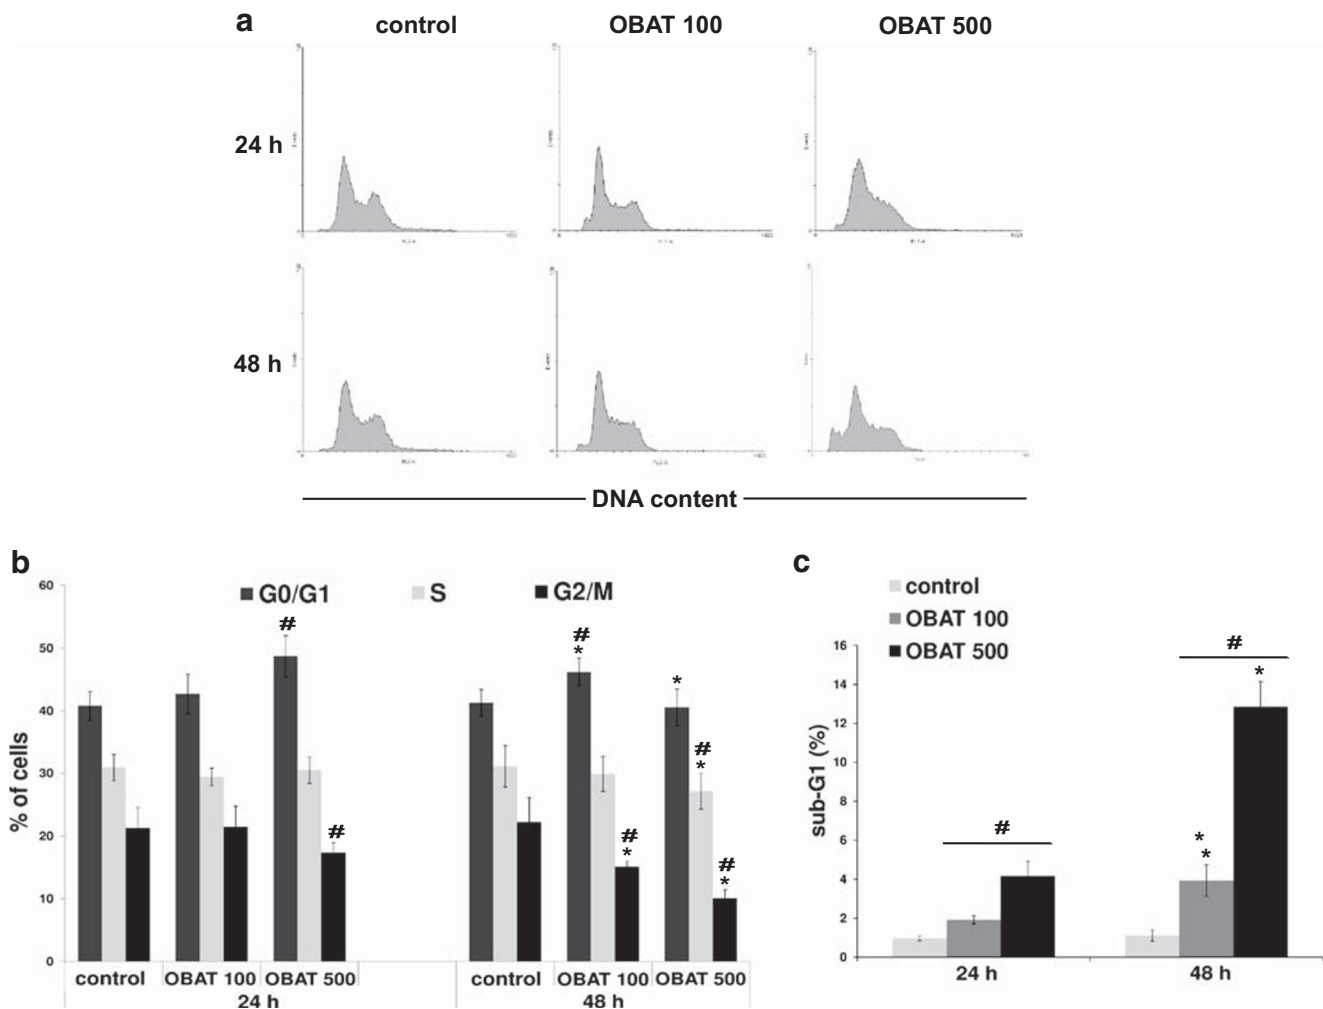 a
control OBAT 100 OBAT 500
24 h
48 h
DNA content
b
G0/G1 S G2/M
% of cells
60
50
40
30
20
10
0
#
#
#
*
#
*
*
#
*
#
*
control OBAT 100 OBAT 500 control OBAT 100 OBAT 500
24 h 48 h
c
control
OBAT 100
OBAT 500
sub-G1 (%)
16
14
12
10
8
6
4
2
0
#
#
*
*
*
24 h 48 h